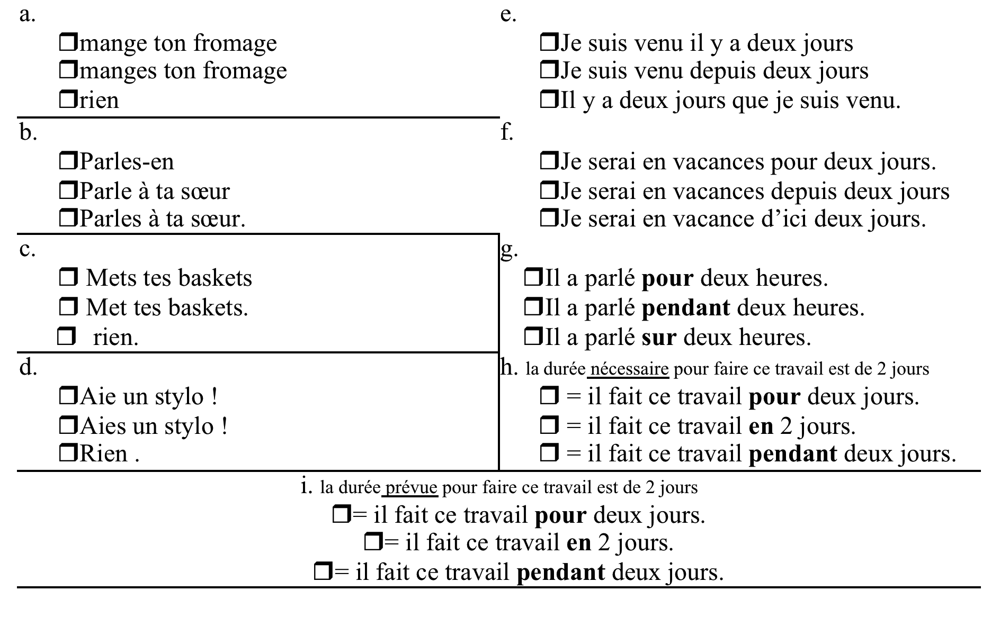 a.
❒mange ton fromage
❒manges ton fromage
❒rien
b.
❒Parles-en
❒Parle à ta sœur
❒Parles à ta sœur.
c.
❒ Mets tes baskets
❒ Met tes baskets.
❒ rien.
d.
❒Aie un stylo !
❒Aies un stylo !
❒Rien .
e.
❒Je suis venu il y a deux jours
❒Je suis venu depuis deux jours
❒Il y a deux jours que je suis venu.
f.
❒Je serai en vacances pour deux jours.
❒Je serai en vacances depuis deux jours
❒Je serai en vacance d’ici deux jours.
g.
❒Il a parlé pour deux heures.
❒Il a parlé pendant deux heures.
❒Il a parlé sur deux heures.
h. la durée nécessaire pour faire ce travail est de 2 jours
❒ = il fait ce travail pour deux jours.
❒ = il fait ce travail en 2 jours.
❒ = il fait ce travail pendant deux jours.
i. la durée prévue pour faire ce travail est de 2 jours
❒= il fait ce travail pour deux jours.
❒= il fait ce travail en 2 jours.
❒= il fait ce travail pendant deux jours.